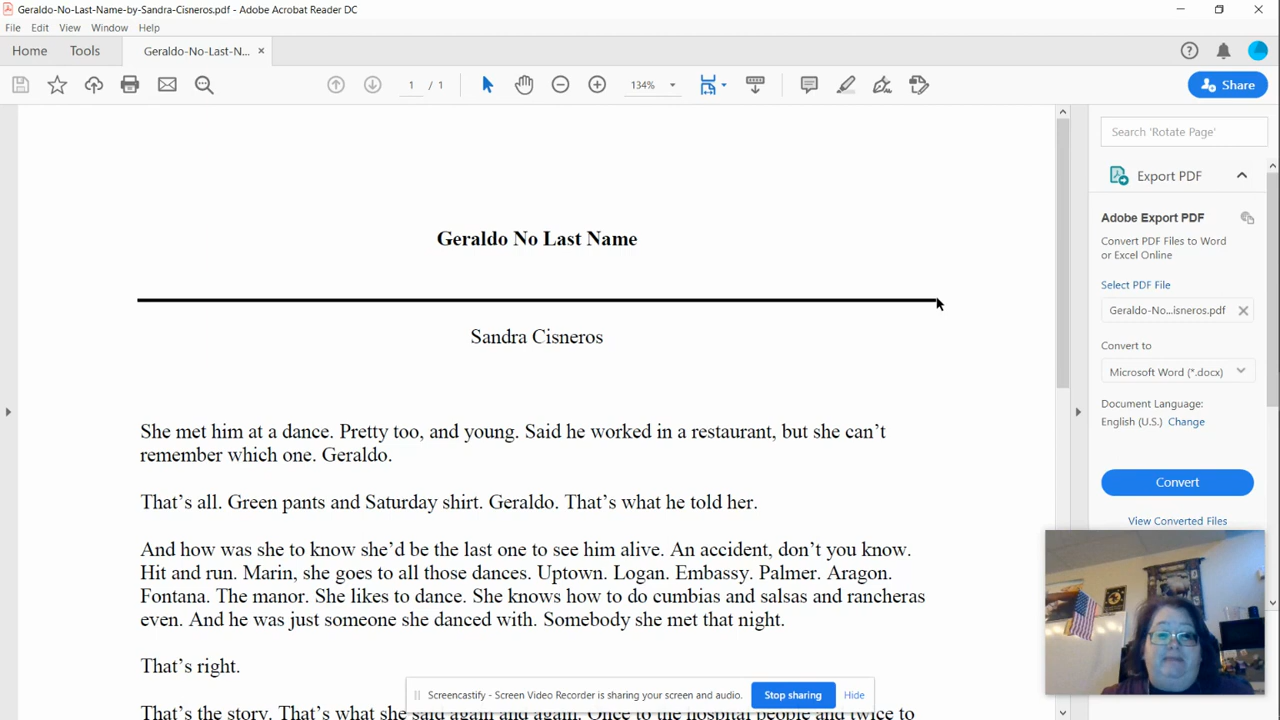 Geraldo-No-Last-Name-by-Sandra-Cisneros.pdf - Adobe Acrobat Reader DC
File Edit View Window Help
Home Tools Geraldo-No-Last-N... ×
1 / 1 134% Share
Geraldo No Last Name
Sandra Cisneros
She met him at a dance. Pretty too, and young. Said he worked in a restaurant, but she can’t
remember which one. Geraldo.
That’s all. Green pants and Saturday shirt. Geraldo. That’s what he told her.
And how was she to know she’d be the last one to see him alive. An accident, don’t you know.
Hit and run. Marin, she goes to all those dances. Uptown. Logan. Embassy. Palmer. Aragon.
Fontana. The manor. She likes to dance. She knows how to do cumbias and salsas and rancheras
even. And he was just someone she danced with. Somebody she met that night.
That’s right.
That’s the story. That’s what she said again and again. Once to the hospital people and twice to
Search 'Rotate Page'
Export PDF
Adobe Export PDF
Convert PDF Files to Word
or Excel Online
Select PDF File
Geraldo-No...isneros.pdf
Convert to
Microsoft Word (*.docx)
Document Language:
English (U.S.) Change
Convert
View Converted Files
Screencastify - Screen Video Recorder is sharing your screen and audio. Stop sharing Hide